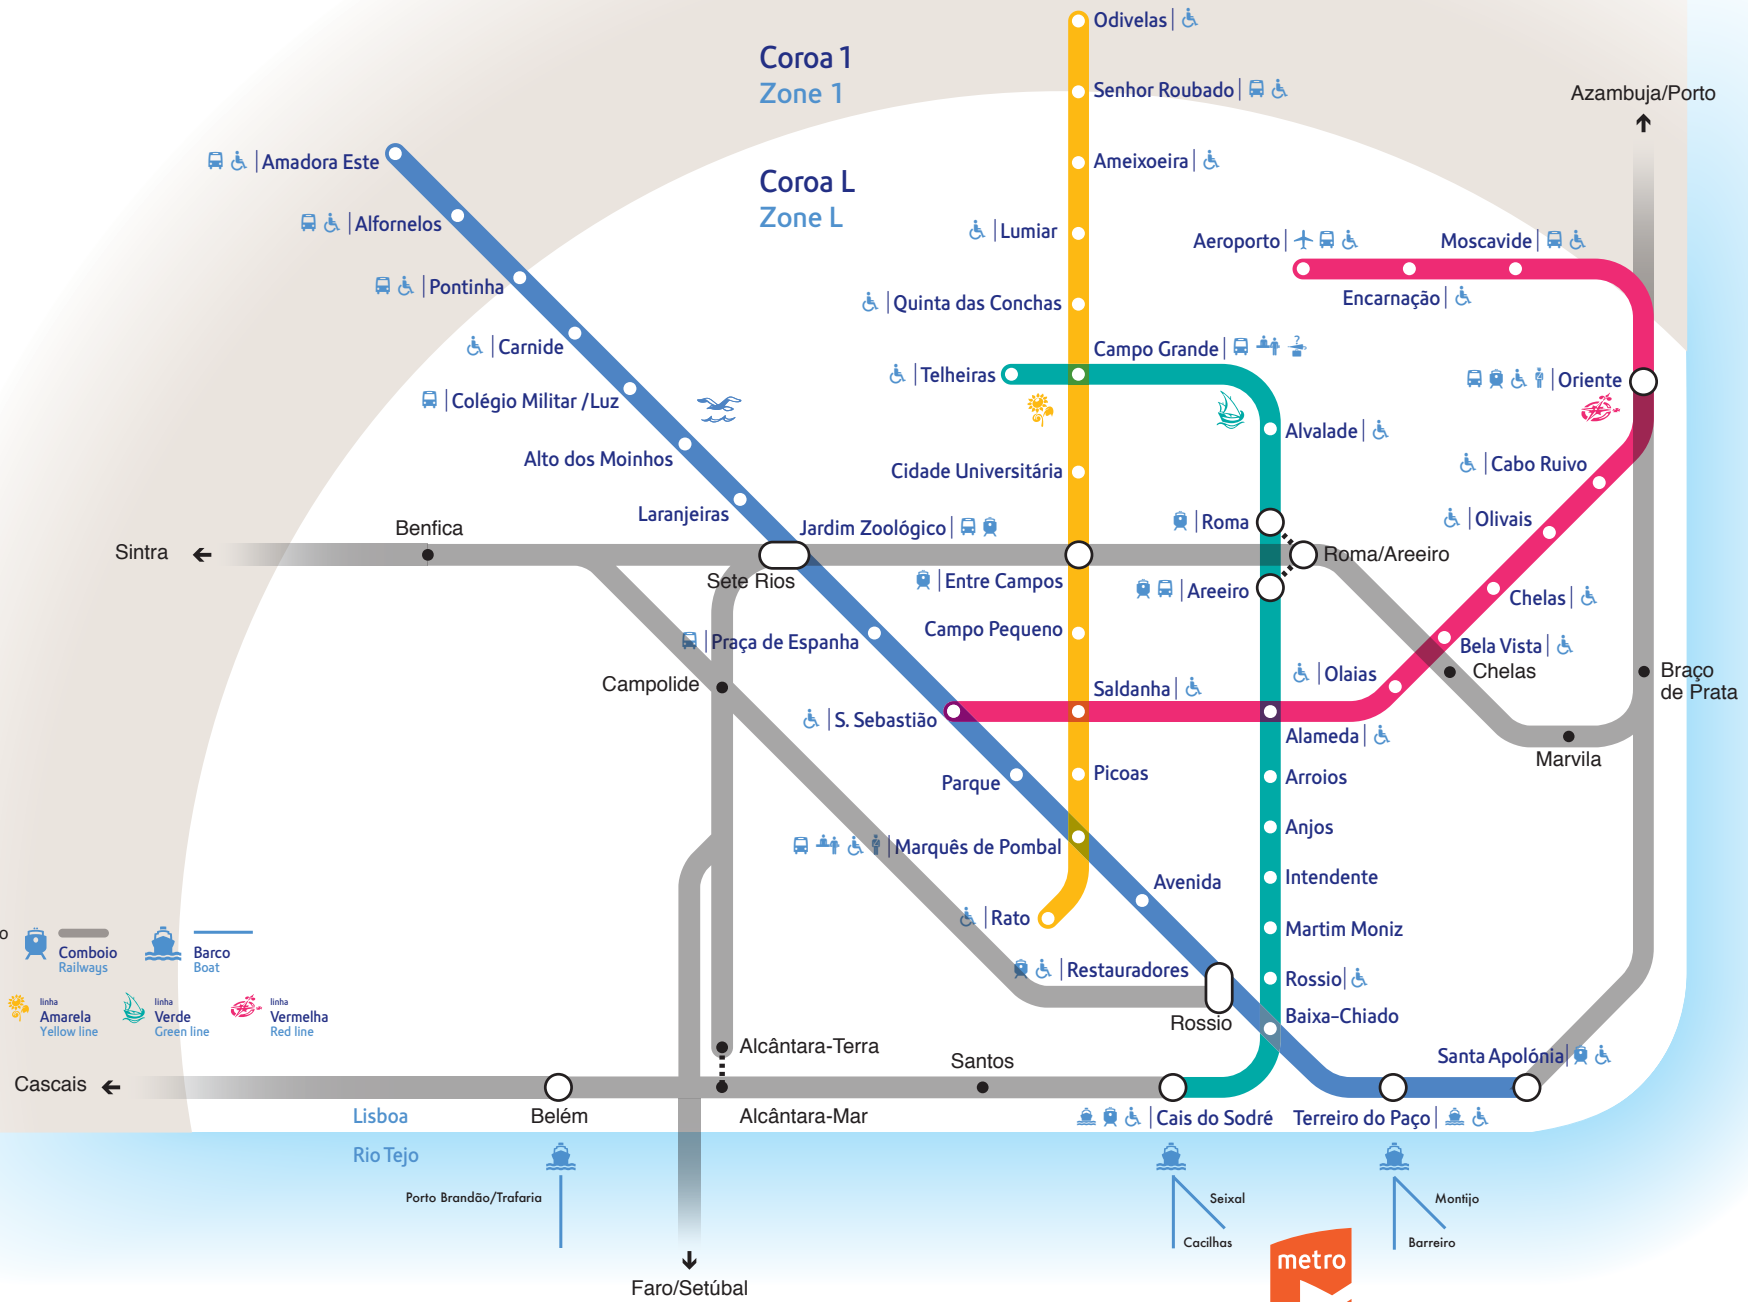 Odivelas
Coroa 1
Zone 1
Senhor Roubado
Azambuja/Porto
Amadora Este
Ameixoeira
Coroa L
Zone L
Alfornelos
Lumiar
Aeroporto
Moscavide
Pontinha
Encarnação
Quinta das Conchas
Carnide
Campo Grande
Telheiras
Oriente
Colégio Militar /Luz
Alvalade
Alto dos Moinhos
Cidade Universitária
Cabo Ruivo
Laranjeiras
Olivais
Benfica
Jardim Zoológico
Roma
Sintra
Roma/Areeiro
Sete Rios
Entre Campos
Areeiro
Chelas
Praça de Espanha
Campo Pequeno
Bela Vista
Campolide
Saldanha
Olaias
Chelas
Braço
de Prata
S. Sebastião
Alameda
Marvila
Parque
Picoas
Arroios
Anjos
Marquês de Pombal
Avenida
Intendente
Rato
Martim Moniz
o
Comboio
Railways
Barco
Boat
Restauradores
Rossio
linha
Amarela
Yellow line
linha
Verde
Green line
linha
Vermelha
Red line
Rossio
Baixa-Chiado
Alcântara-Terra
Santos
Santa Apolónia
Cascais
Lisboa
Belém
Alcântara-Mar
Cais do Sodré
Terreiro do Paço
Rio Tejo
Porto Brandão/Trafaria
Seixal
Montijo
Cacilhas
Barreiro
metro
Faro/Setúbal